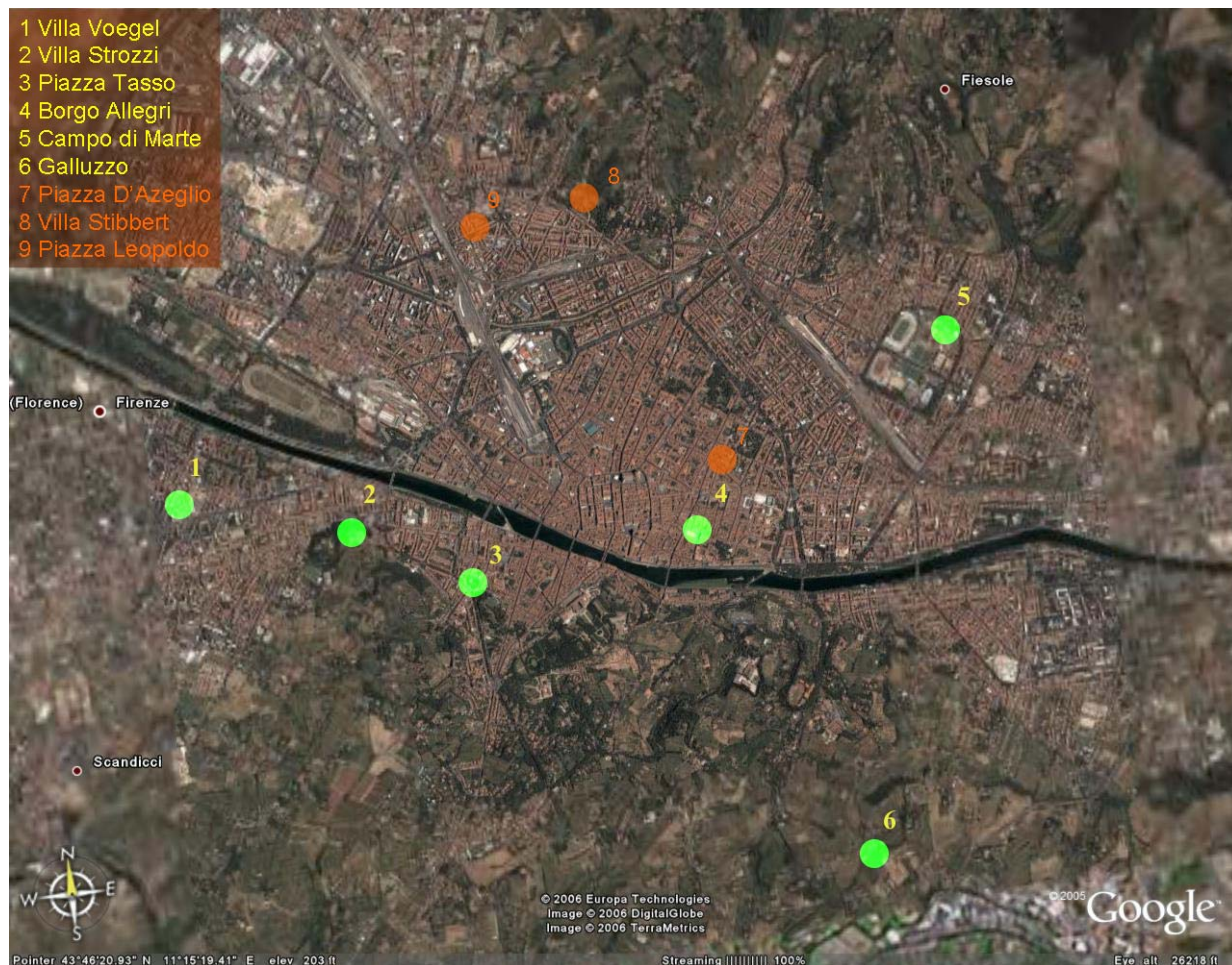 1 Villa Voegel
2 Villa Strozzi
3 Piazza Tasso
4 Borgo Allegri
5 Campo di Marte
6 Galluzzo
7 Piazza D'Azeglio
8 Villa Stibbert
9 Piazza Leopoldo
Fiesole
8
9
5
(Florence) Firenze
7
1
2
4
3
Scandicci
6
N
W E
S
© 2006 Europa Technologies
Image © 2006 DigitalGlobe
Image © 2006 TerraMetrics
© 2005 Google™
Pointer 43°46'20.93" N 11°15'19.41" E elev 203 ft Streaming |||||||||| 100% Eye alt 26218 ft